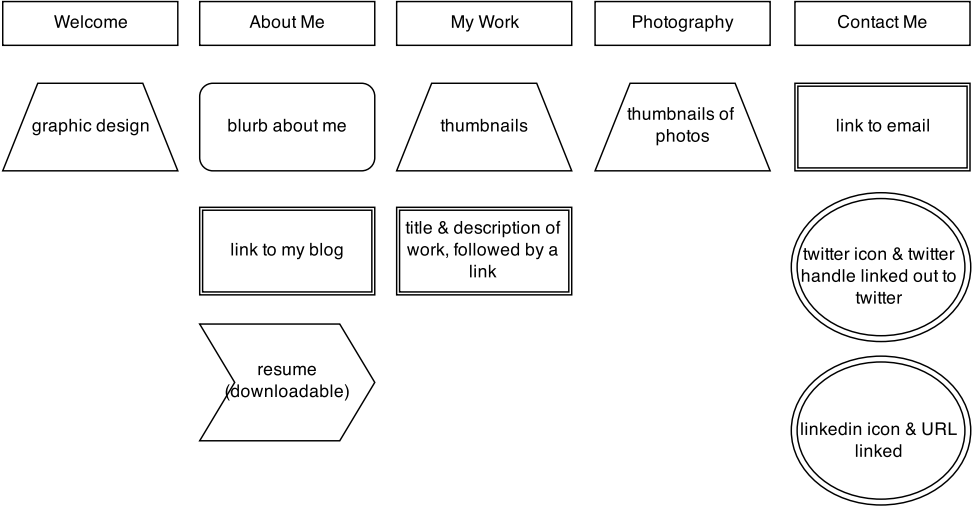 Welcome
About Me
My Work
Photography
Contact Me
graphic design
blurb about me
thumbnails
thumbnails of
photos
link to email
link to my blog
title & description of
work, followed by a
link
twitter icon & twitter
handle linked out to
twitter
resume
(downloadable)
linkedin icon & URL
linked